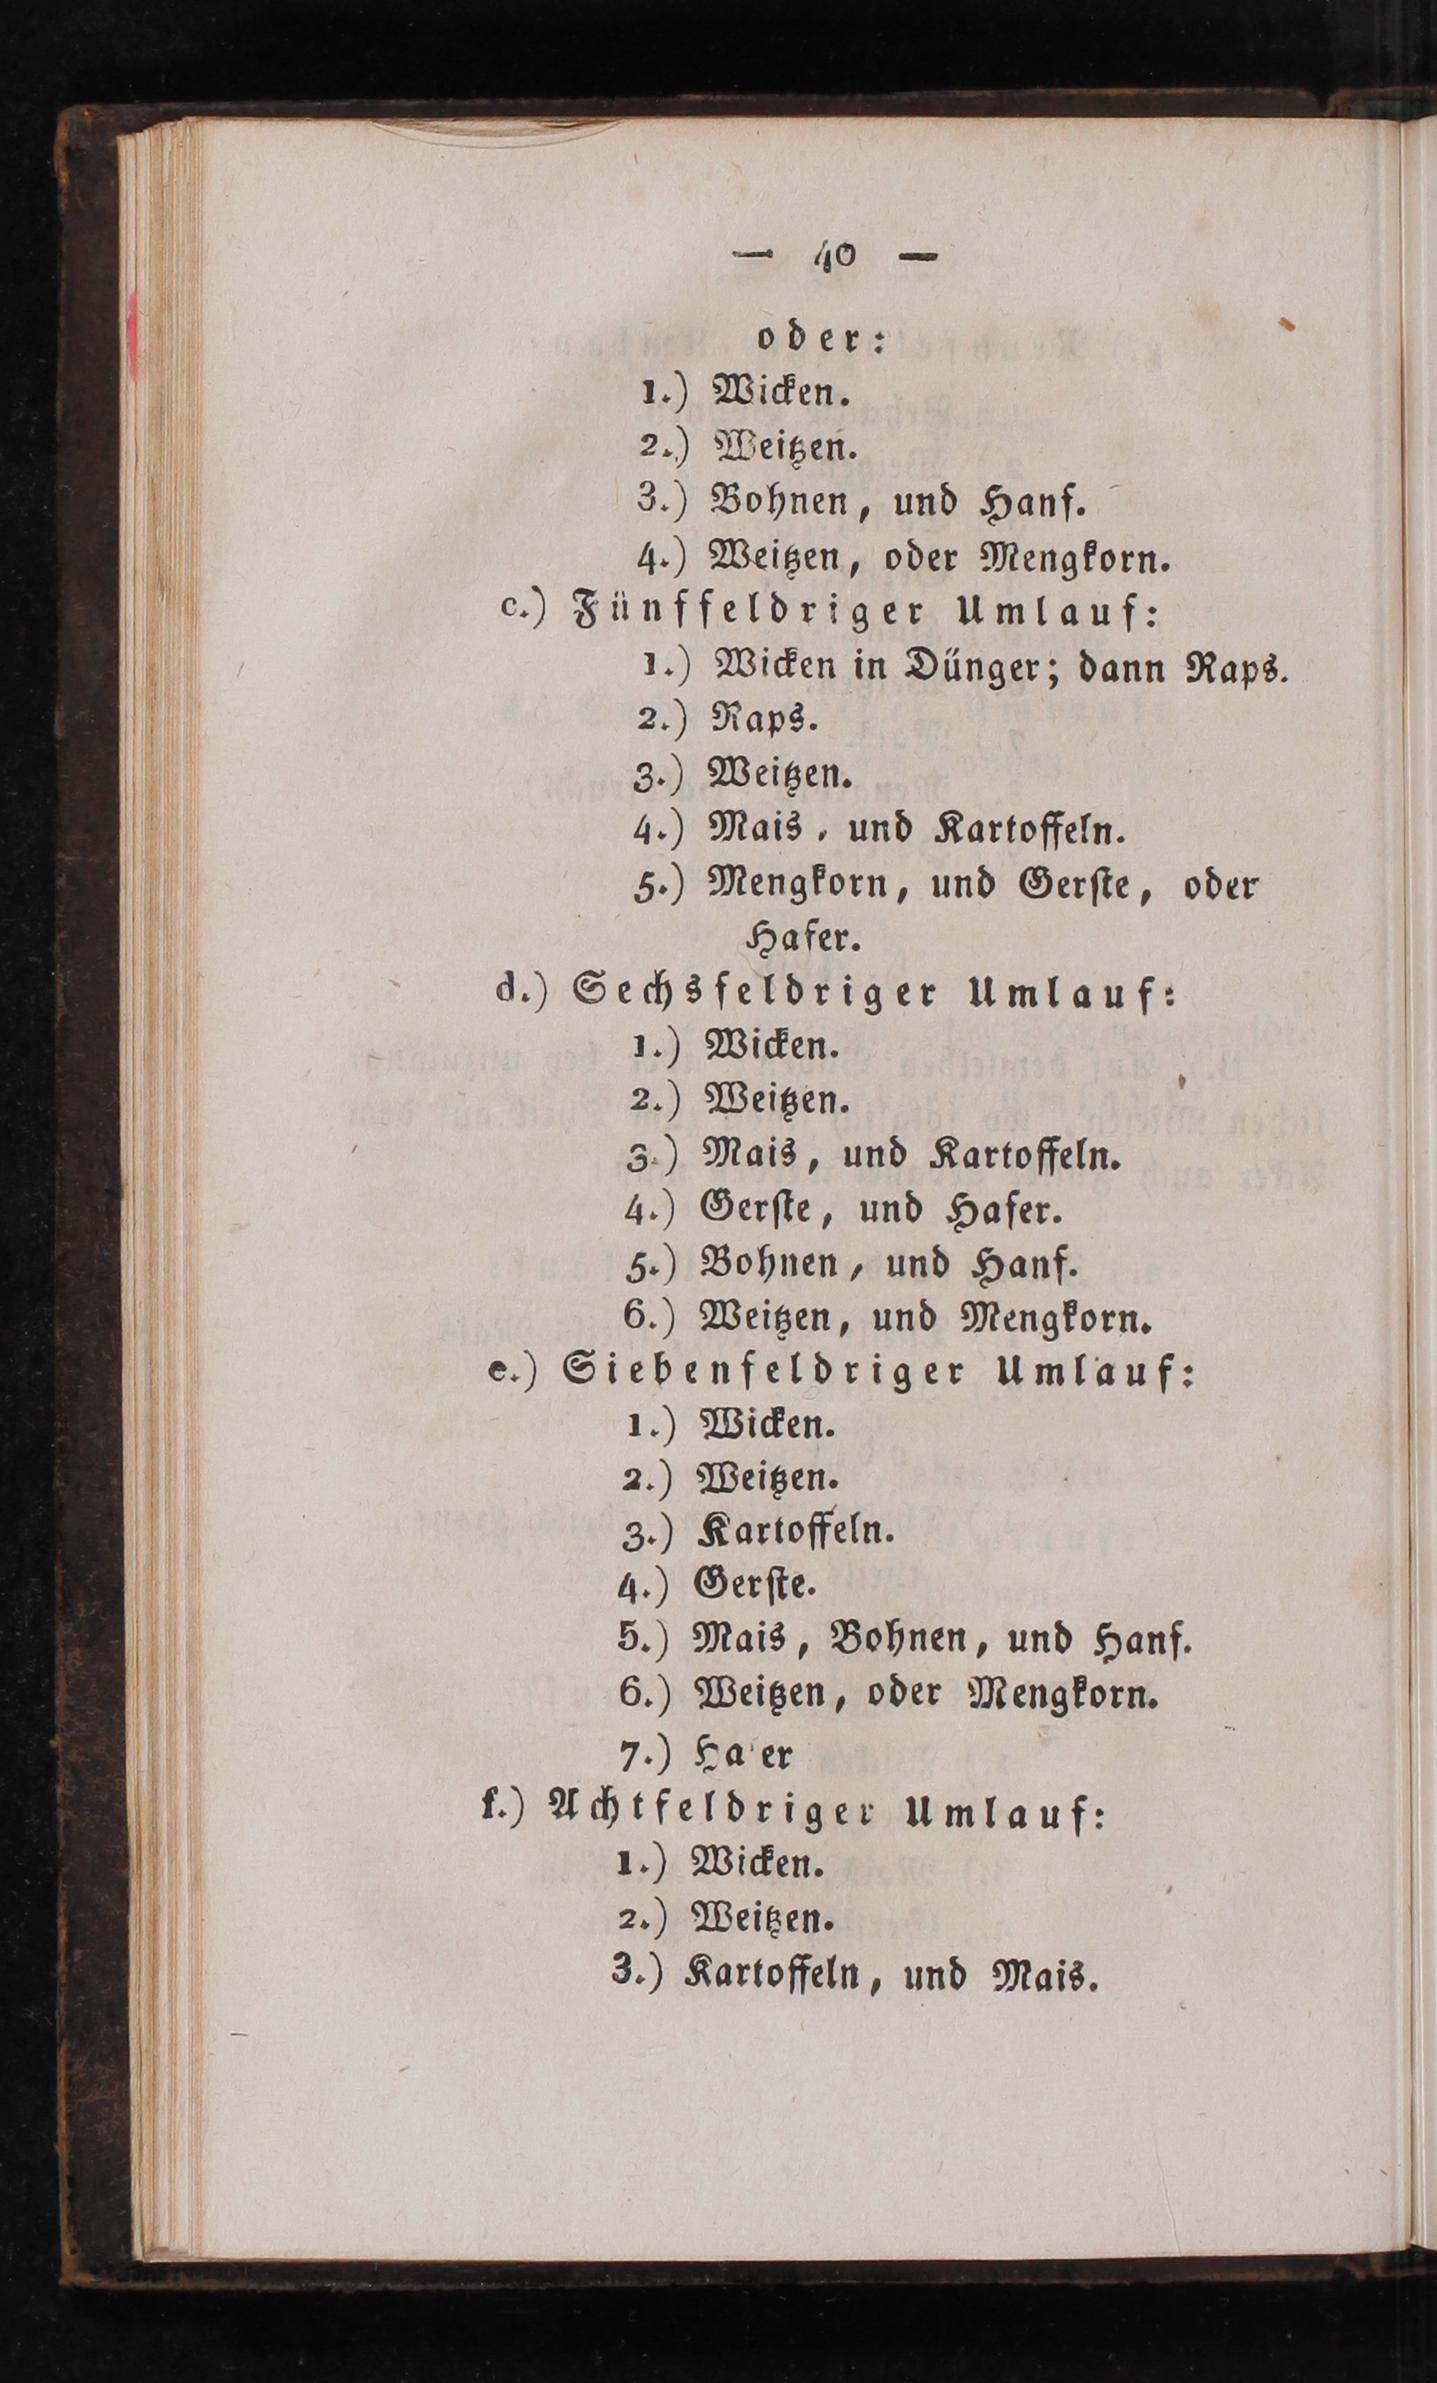 — 40 —
oder:
1.) Wicken.
2.) Weitzen.
3.) Bohnen, und Hanf.
4.) Weitzen, oder Mengkorn.
c.) Fünffeldriger Umlauf:
1.) Wicken in Dünger; dann Raps.
2.) Raps.
3.) Weitzen.
4.) Mais, und Kartoffeln.
5.) Mengkorn, und Gerſte, oder
Hafer.
d.) Sechsfeldriger Umlauf:
1.) Wicken.
2.) Weitzen.
3.) Mais, und Kartoffeln.
4.) Gerſte, und Hafer.
5.) Bohnen, und Hanf.
6.) Weitzen, und Mengkorn.
e.) Siebenfeldriger Umlauf:
1.) Wicken.
2.) Weitzen.
3.) Kartoffeln.
4.) Gerſte.
5.) Mais, Bohnen, und Hanf.
6.) Weitzen, oder Mengkorn.
7.) Hafer
f.) Achtfeldriger Umlauf:
1.) Wicken.
2.) Weitzen.
3.) Kartoffeln, und Mais.